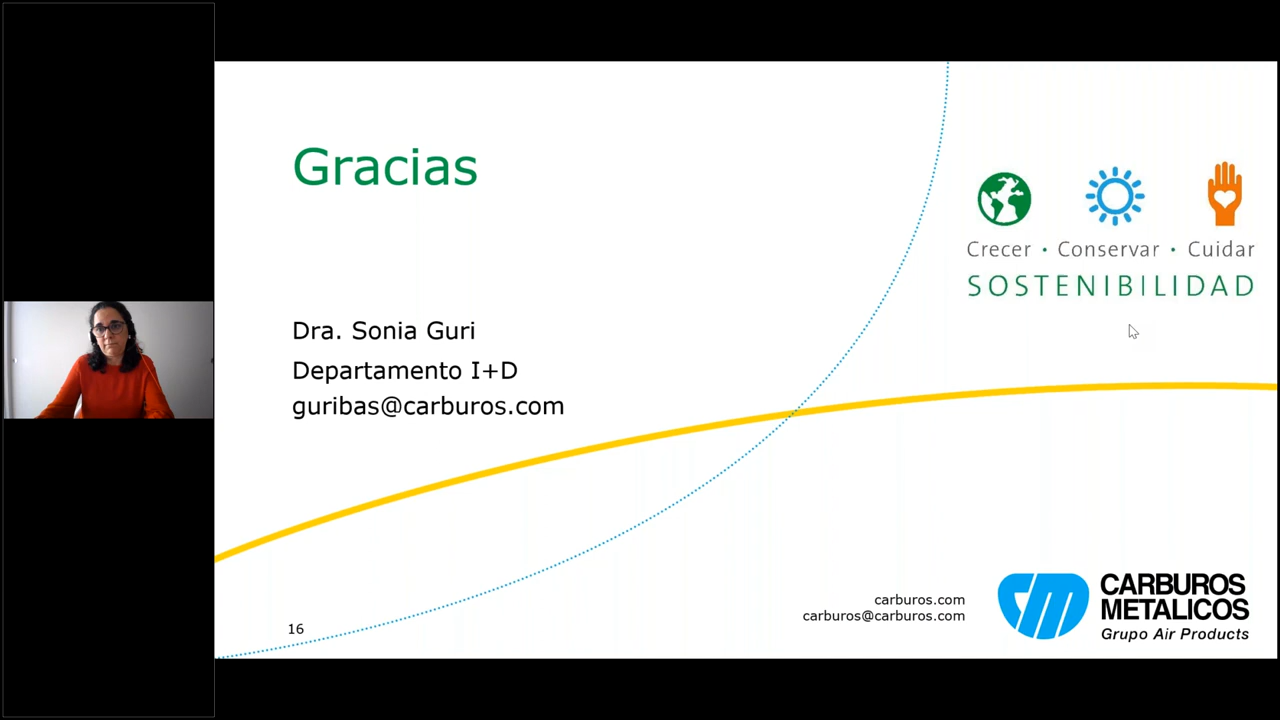 Gracias
Crecer • Conservar • Cuidar
SOSTENIBILIDAD
Dra. Sonia Guri
Departamento I+D
guribas@carburos.com
carburos.com
carburos@carburos.com
CARBUROS
METALICOS
Grupo Air Products
16